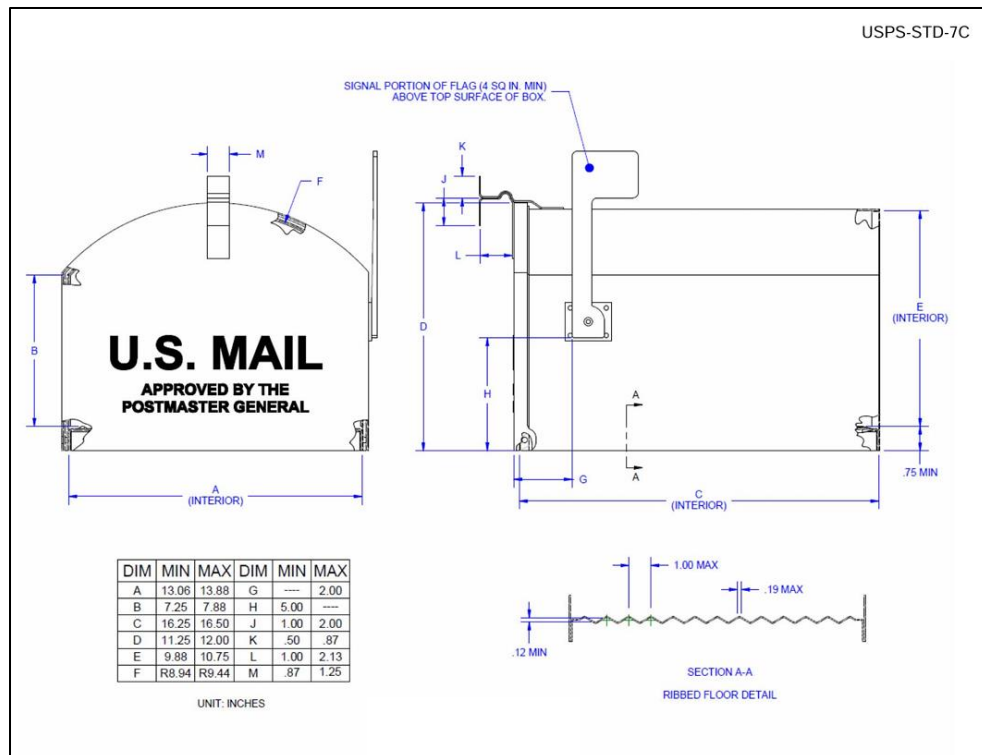 USPS-STD-7C
SIGNAL PORTION OF FLAG (4 SQ IN. MIN)
ABOVE TOP SURFACE OF BOX.
M
F
K
J
L
B
D
E
(INTERIOR)
U.S. MAIL
APPROVED BY THE
POSTMASTER GENERAL
H
A
A
.75 MIN
G
A
(INTERIOR)
C
(INTERIOR)
DIM MIN MAX DIM MIN MAX
A 13.06 13.88 G ---- 2.00
B 7.25 7.88 H 5.00 ----
C 16.25 16.50 J 1.00 2.00
D 11.25 12.00 K .50 .87
E 9.88 10.75 L 1.00 2.13
F R8.94 R9.44 M .87 1.25
UNIT: INCHES
1.00 MAX
.19 MAX
.12 MIN
SECTION A-A
RIBBED FLOOR DETAIL